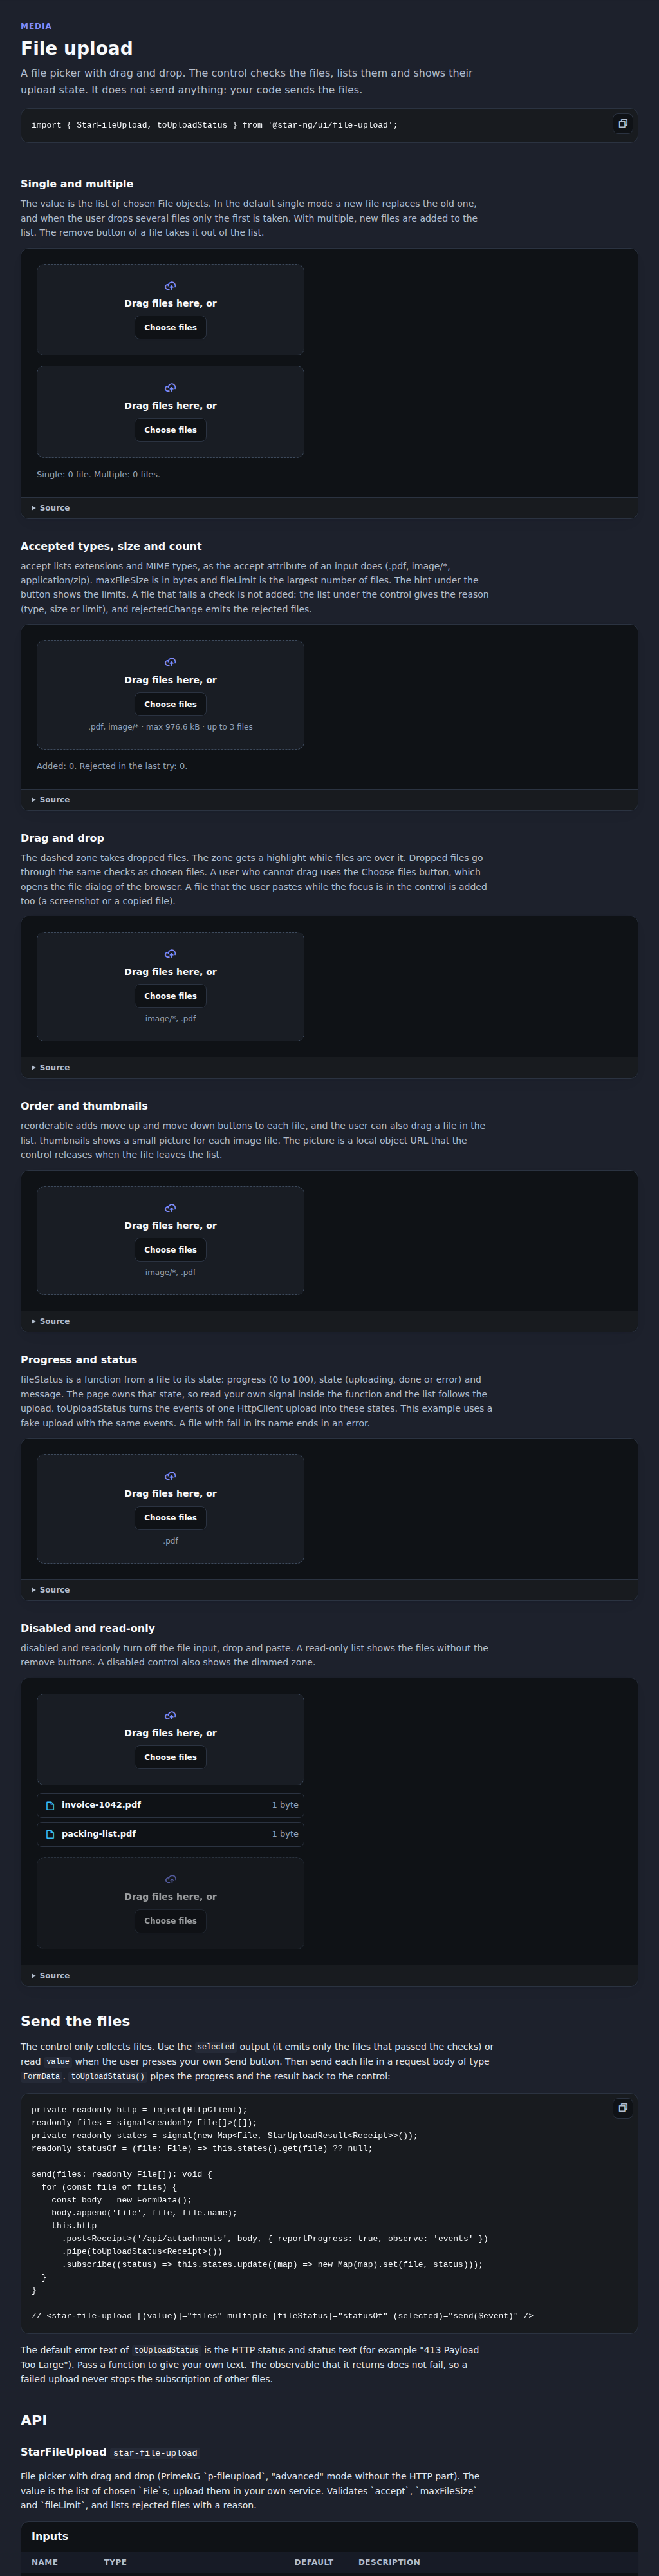 MEDIA
File upload
A file picker with drag and drop. The control checks the files, lists them and shows their
upload state. It does not send anything: your code sends the files.
import { StarFileUpload, toUploadStatus } from '@star-ng/ui/file-upload';
Single and multiple
The value is the list of chosen File objects. In the default single mode a new file replaces the old one,
and when the user drops several files only the first is taken. With multiple, new files are added to the
list. The remove button of a file takes it out of the list.
Drag files here, or
Choose files
Drag files here, or
Choose files
Single: 0 file. Multiple: 0 files.
Source
Accepted types, size and count
accept lists extensions and MIME types, as the accept attribute of an input does (.pdf, image/*,
application/zip). maxFileSize is in bytes and fileLimit is the largest number of files. The hint under the
button shows the limits. A file that fails a check is not added: the list under the control gives the reason
(type, size or limit), and rejectedChange emits the rejected files.
Drag files here, or
Choose files
.pdf, image/* · max 976.6 kB · up to 3 files
Added: 0. Rejected in the last try: 0.
Source
Drag and drop
The dashed zone takes dropped files. The zone gets a highlight while files are over it. Dropped files go
through the same checks as chosen files. A user who cannot drag uses the Choose files button, which
opens the file dialog of the browser. A file that the user pastes while the focus is in the control is added
too (a screenshot or a copied file).
Drag files here, or
Choose files
image/*, .pdf
Source
Order and thumbnails
reorderable adds move up and move down buttons to each file, and the user can also drag a file in the
list. thumbnails shows a small picture for each image file. The picture is a local object URL that the
control releases when the file leaves the list.
Drag files here, or
Choose files
image/*, .pdf
Source
Progress and status
fileStatus is a function from a file to its state: progress (0 to 100), state (uploading, done or error) and
message. The page owns that state, so read your own signal inside the function and the list follows the
upload. toUploadStatus turns the events of one HttpClient upload into these states. This example uses a
fake upload with the same events. A file with fail in its name ends in an error.
Drag files here, or
Choose files
.pdf
Source
Disabled and read-only
disabled and readonly turn off the file input, drop and paste. A read-only list shows the files without the
remove buttons. A disabled control also shows the dimmed zone.
Drag files here, or
Choose files
invoice-1042.pdf 1 byte
packing-list.pdf 1 byte
Drag files here, or
Choose files
Source
Send the files
The control only collects files. Use the selected output (it emits only the files that passed the checks) or
read value when the user presses your own Send button. Then send each file in a request body of type
FormData. toUploadStatus() pipes the progress and the result back to the control:
private readonly http = inject(HttpClient);
readonly files = signal<readonly File[]>([]);
private readonly states = signal(new Map<File, StarUploadResult<Receipt>>());
readonly statusOf = (file: File) => this.states().get(file) ?? null;
send(files: readonly File[]): void {
for (const file of files) {
const body = new FormData();
body.append('file', file, file.name);
this.http
.post<Receipt>('/api/attachments', body, { reportProgress: true, observe: 'events' })
.pipe(toUploadStatus<Receipt>())
.subscribe((status) => this.states.update((map) => new Map(map).set(file, status)));
}
}
// <star-file-upload [(value)]="files" multiple [fileStatus]="statusOf" (selected)="send($event)" />
The default error text of toUploadStatus is the HTTP status and status text (for example "413 Payload
Too Large"). Pass a function to give your own text. The observable that it returns does not fail, so a
failed upload never stops the subscription of other files.
API
StarFileUpload star-file-upload
File picker with drag and drop (PrimeNG `p-fileupload`, "advanced" mode without the HTTP part). The
value is the list of chosen `File`s; upload them in your own service. Validates `accept`, `maxFileSize`
and `fileLimit`, and lists rejected files with a reason.
Inputs
NAME TYPE DEFAULT DESCRIPTION